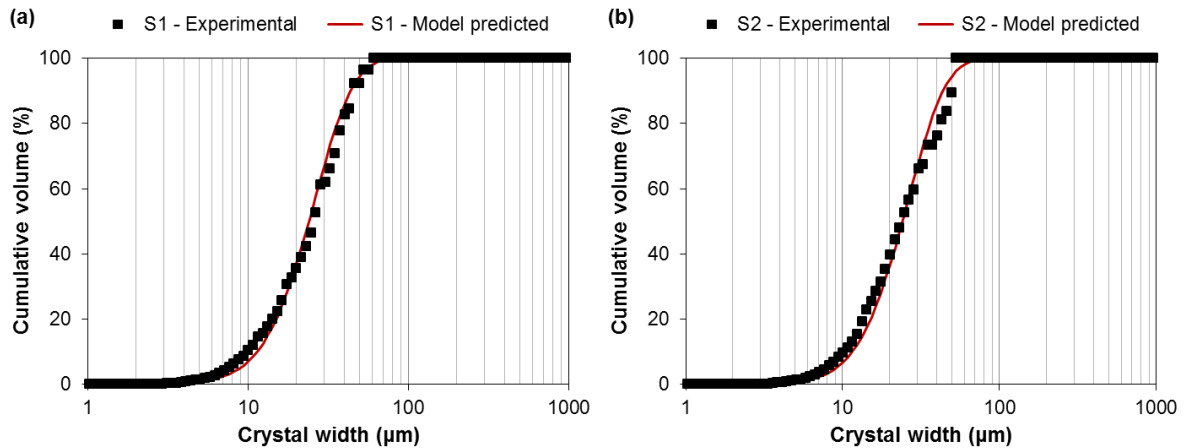 (a) S1 - Experimental S1 - Model predicted
100
80
60
40
20
0
Cumulative volume (%)
1 10 100 1000
Crystal width (µm)
(b) S2 - Experimental S2 - Model predicted
100
80
60
40
20
0
Cumulative volume (%)
1 10 100 1000
Crystal width (µm)